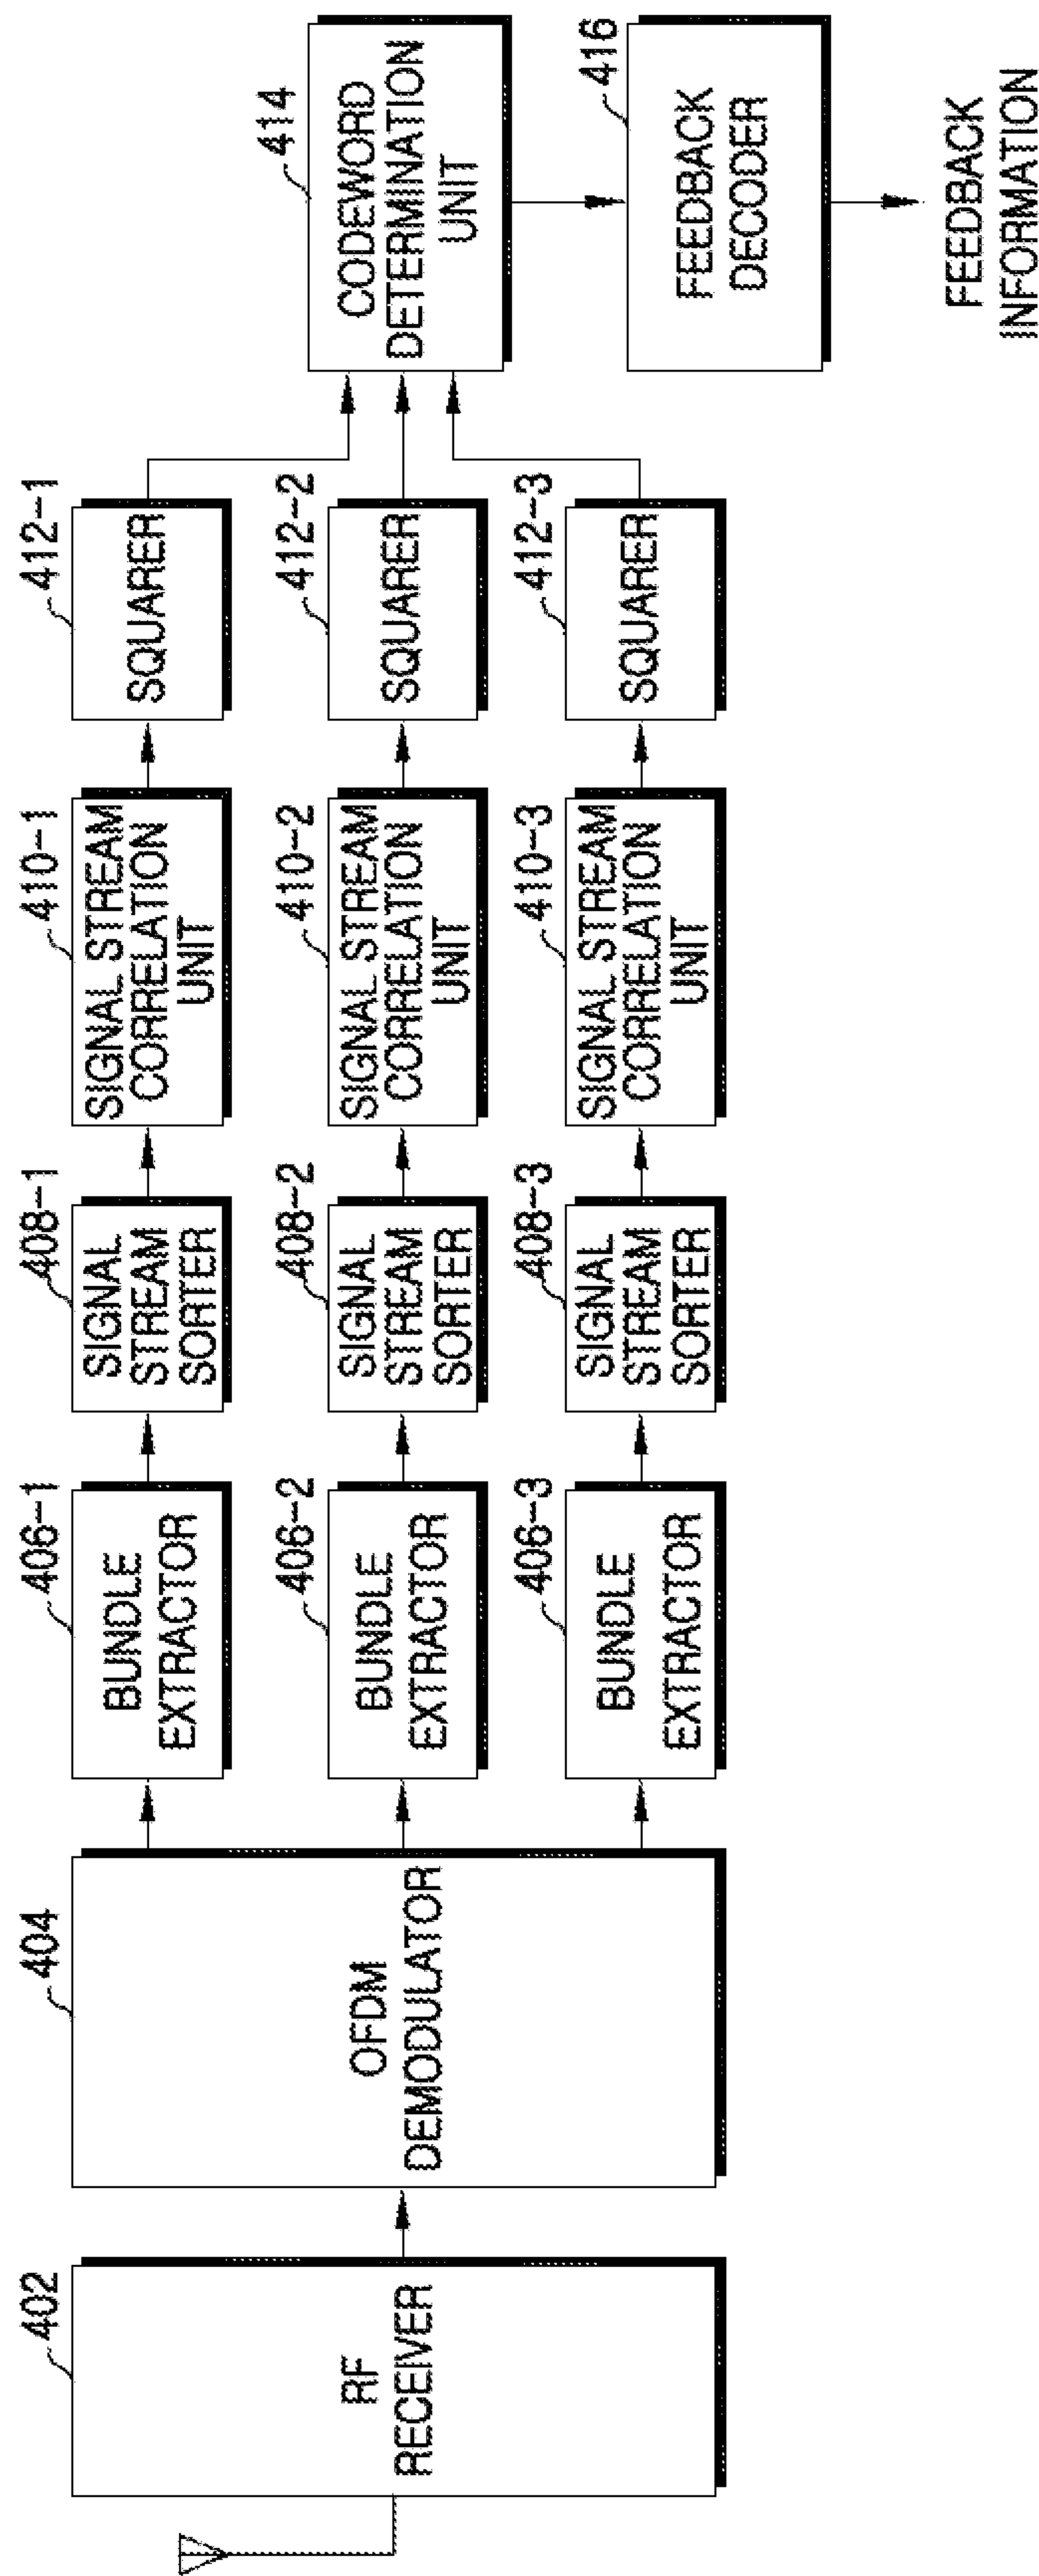 402
RF
RECEIVER
404
OFDM
DEMODULATOR
406-1
BUNDLE
EXTRACTOR
408-1
SIGNAL
STREAM
SORTER
410-1
SIGNAL STREAM
CORRELATION
UNIT
412-1
SQUARER
406-2
BUNDLE
EXTRACTOR
408-2
SIGNAL
STREAM
SORTER
410-2
SIGNAL STREAM
CORRELATION
UNIT
412-2
SQUARER
406-3
BUNDLE
EXTRACTOR
408-3
SIGNAL
STREAM
SORTER
410-3
SIGNAL STREAM
CORRELATION
UNIT
412-3
SQUARER
414
CODEWORD
DETERMINATION
UNIT
416
FEEDBACK
DECODER
FEEDBACK
INFORMATION